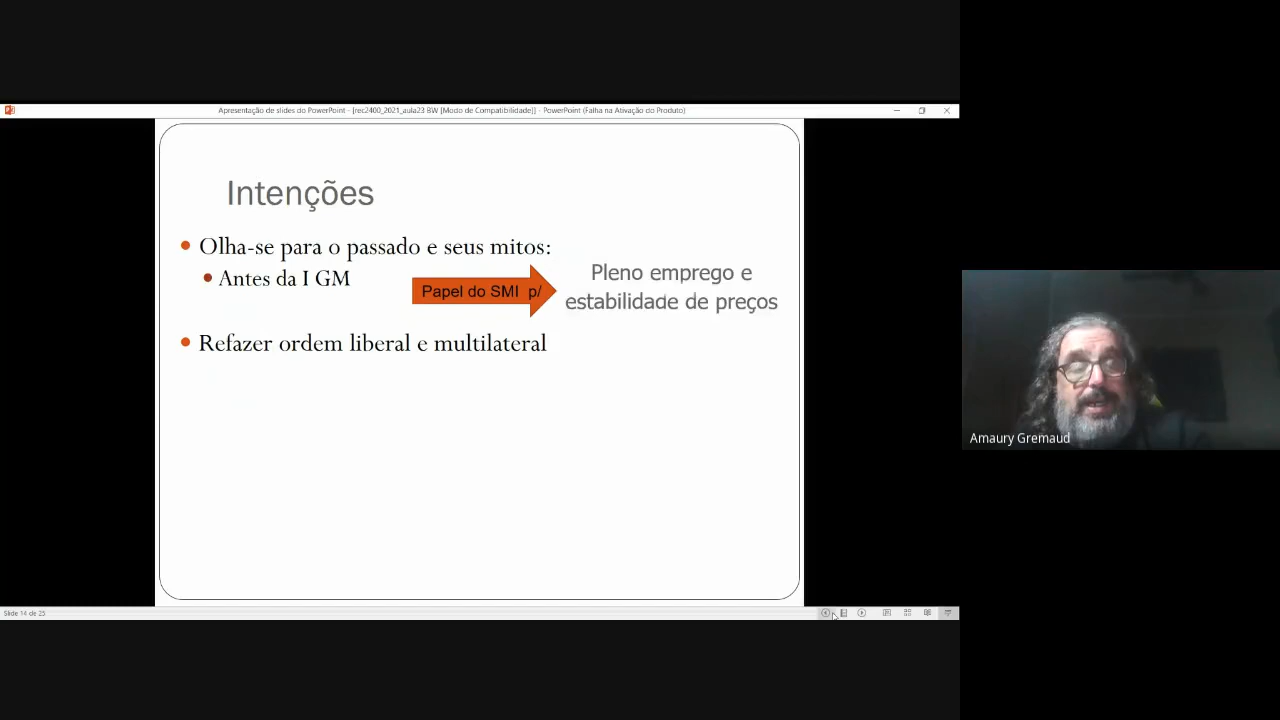 Apresentação de slides do PowerPoint - [rec2400_2021_aula23 BW [Modo de Compatibilidade]] - PowerPoint (Falha na Ativação do Produto)
Intenções
Olha-se para o passado e seus mitos:
Antes da I GM
Papel do SMI p/
Pleno emprego e
estabilidade de preços
Refazer ordem liberal e multilateral
Amaury Gremaud
Slide 14 de 25